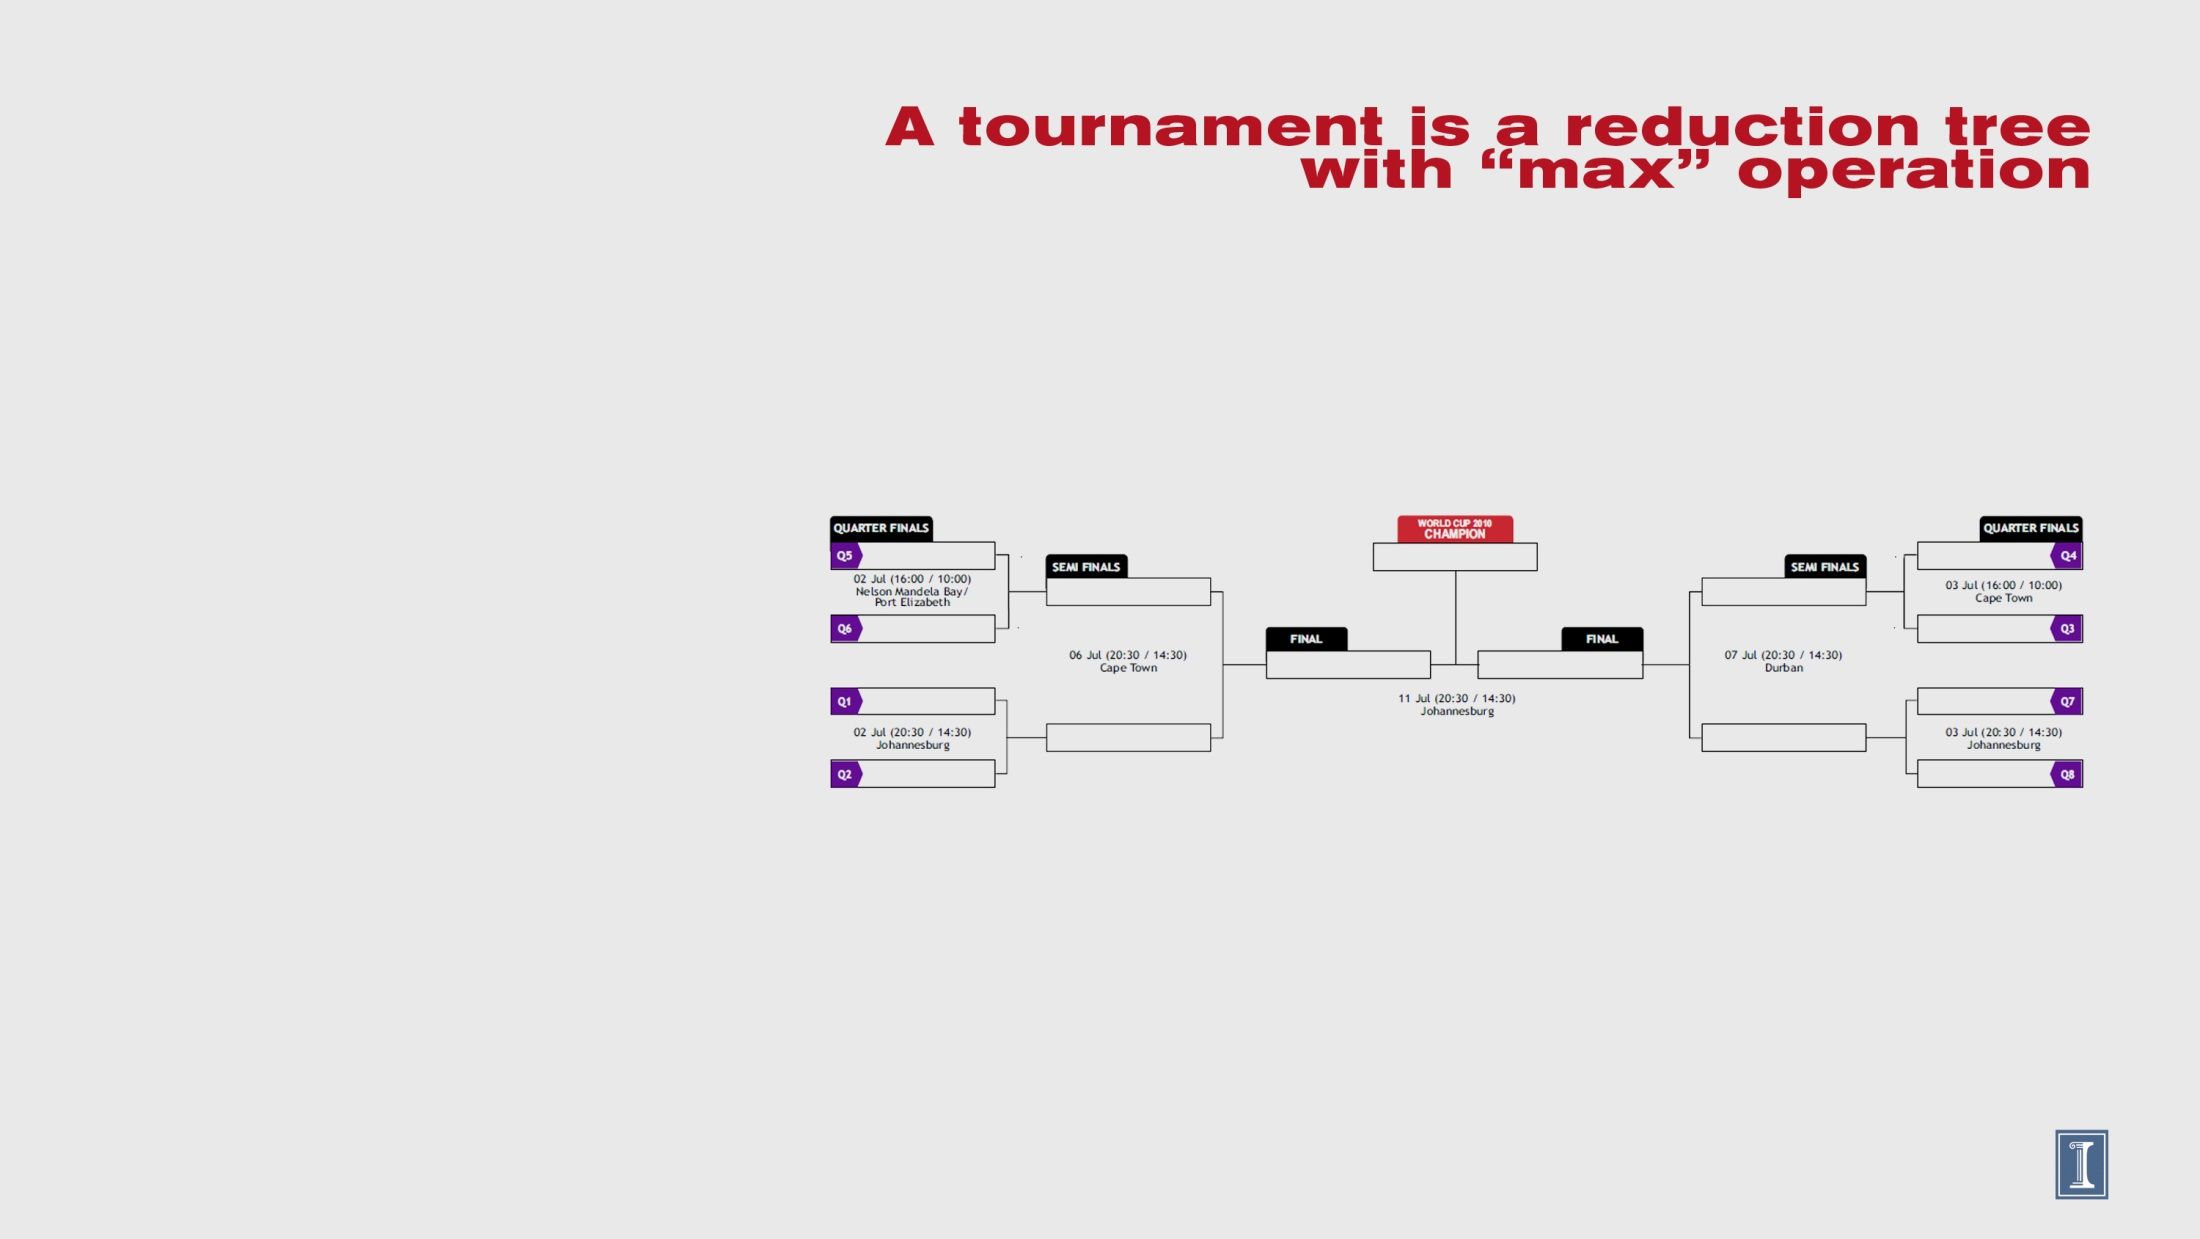 A tournament is a reduction tree
with “max” operation
QUARTER FINALS
Q5
02 Jul (16:00 / 10:00)
Nelson Mandela Bay/
Port Elizabeth
Q6
Q1
02 Jul (20:30 / 14:30)
Johannesburg
Q2
SEMI FINALS
06 Jul (20:30 / 14:30)
Cape Town
FINAL
WORLD CUP 2010
CHAMPION
11 Jul (20:30 / 14:30)
Johannesburg
FINAL
SEMI FINALS
07 Jul (20:30 / 14:30)
Durban
QUARTER FINALS
Q4
03 Jul (16:00 / 10:00)
Cape Town
Q3
Q7
03 Jul (20:30 / 14:30)
Johannesburg
Q8
I